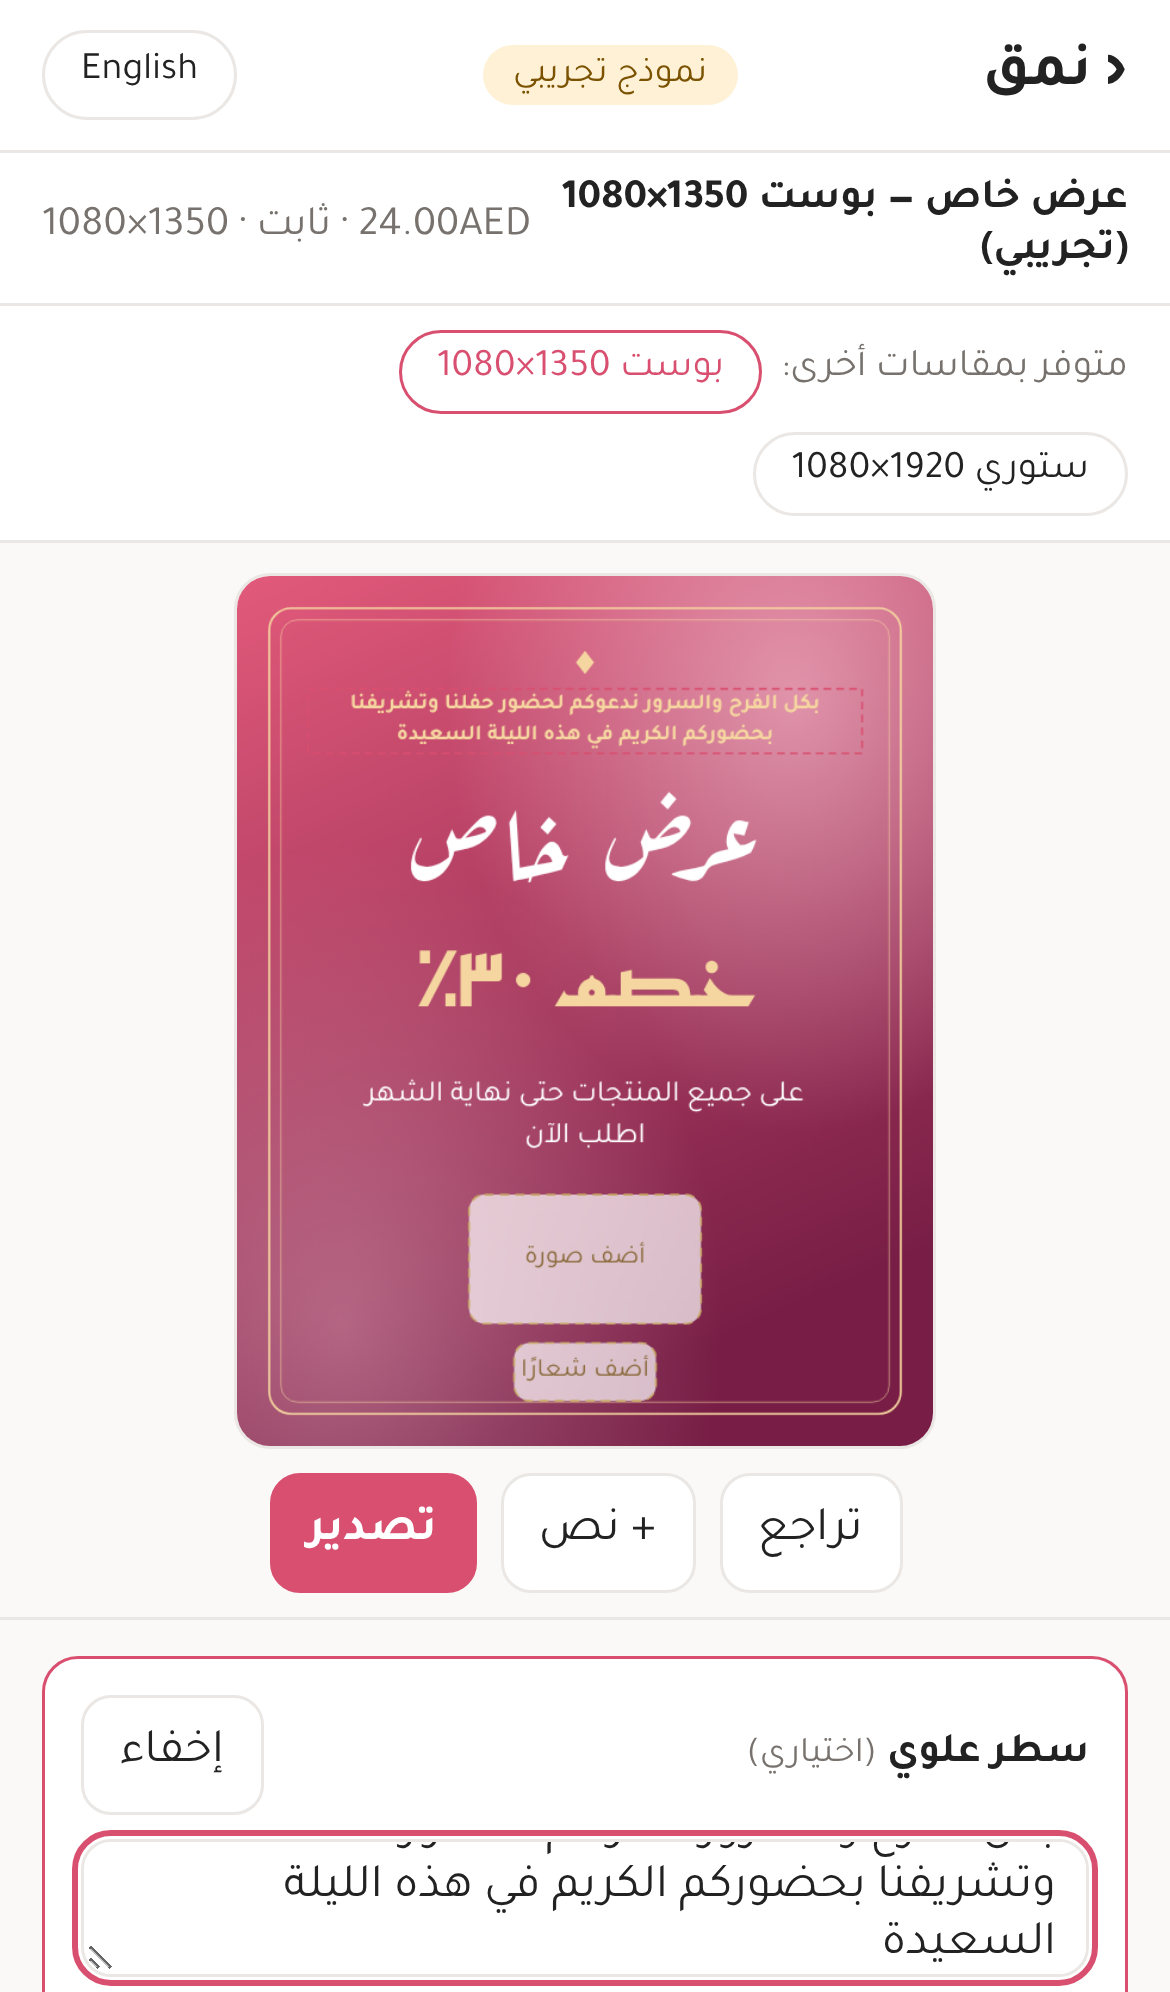 ‹ نمق
نموذج تجريبي
English
عرض خاص – بوست 1350×1080
(تجريبي)
24.00AED · ثابت · 1080×1350
متوفر بمقاسات أخرى:
بوست 1350×1080
ستوري 1920×1080
بكل الفرح والسرور ندعوكم لحضور حفلنا وتشريفنا
بحضوركم الكريم في هذه الليلة السعيدة
عرض خاص
خصم ٣٠٪
على جميع المنتجات حتى نهاية الشهر
اطلب الآن
أضف صورة
أضف شعارًا
تراجع
+ نص
تصدير
سطر علوي (اختياري)
إخفاء
وتشريفنا بحضوركم الكريم في هذه الليلة
السعيدة